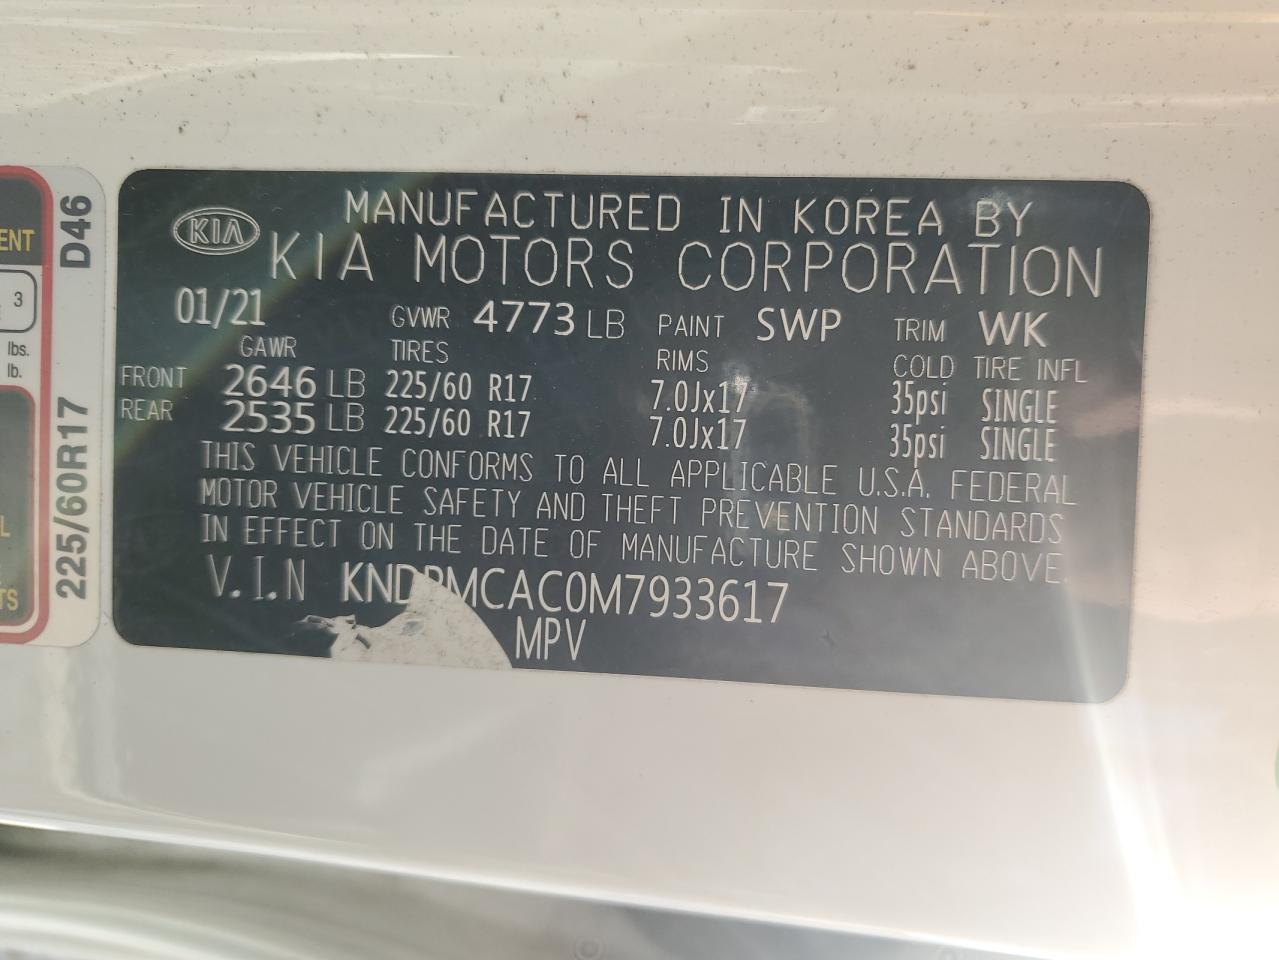 MANUFACTURED IN KOREA BY
KIA
KIA MOTORS CORPORATION
01/21 GVWR 4773 LB PAINT SWP TRIM WK
GAWR TIRES RIMS COLD TIRE INFL
FRONT 2646 LB 225/60 R17 7.0Jx17 35psi SINGLE
REAR 2535 LB 225/60 R17 7.0Jx17 35psi SINGLE
THIS VEHICLE CONFORMS TO ALL APPLICABLE U.S.A. FEDERAL
MOTOR VEHICLE SAFETY AND THEFT PREVENTION STANDARDS
IN EFFECT ON THE DATE OF MANUFACTURE SHOWN ABOVE.
V.I.N
MPV
D46
225/60R17
3
lbs.
lb.